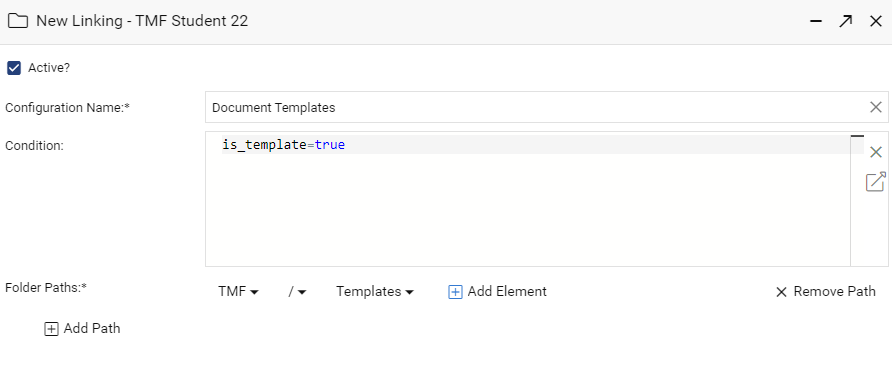 New Linking - TMF Student 22
Active?
Configuration Name:* Document Templates
Condition: is_template=true
Folder Paths:* TMF / Templates Add Element Remove Path
Add Path